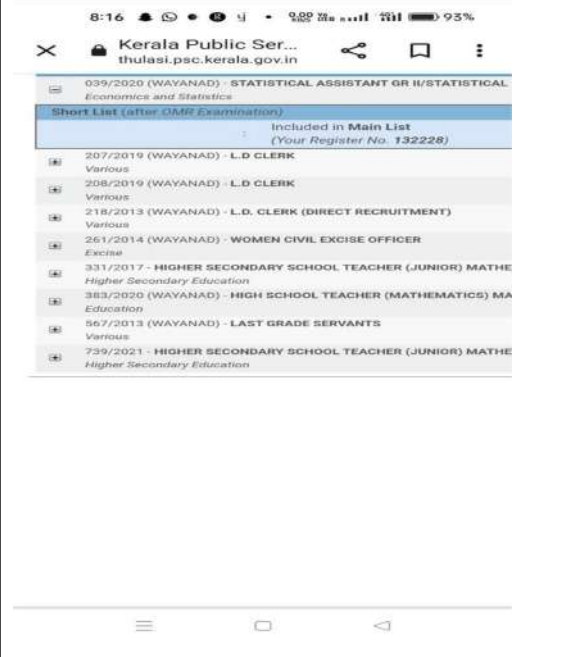 8:16 93%
Kerala Public Ser...
thulasi.psc.kerala.gov.in
039/2020 (WAYANAD) - STATISTICAL ASSISTANT GR II/STATISTICAL
Economics and Statistics
Short List (after OMR Examination)
: Included in Main List
(Your Register No. 132228)
207/2019 (WAYANAD) - L.D CLERK
Various
208/2019 (WAYANAD) - L.D CLERK
Various
218/2013 (WAYANAD) - L.D. CLERK (DIRECT RECRUITMENT)
Various
261/2014 (WAYANAD) - WOMEN CIVIL EXCISE OFFICER
Excise
331/2017 - HIGHER SECONDARY SCHOOL TEACHER (JUNIOR) MATHE
Higher Secondary Education
383/2020 (WAYANAD) - HIGH SCHOOL TEACHER (MATHEMATICS) MA
Education
567/2013 (WAYANAD) - LAST GRADE SERVANTS
Various
739/2021 - HIGHER SECONDARY SCHOOL TEACHER (JUNIOR) MATHE
Higher Secondary Education